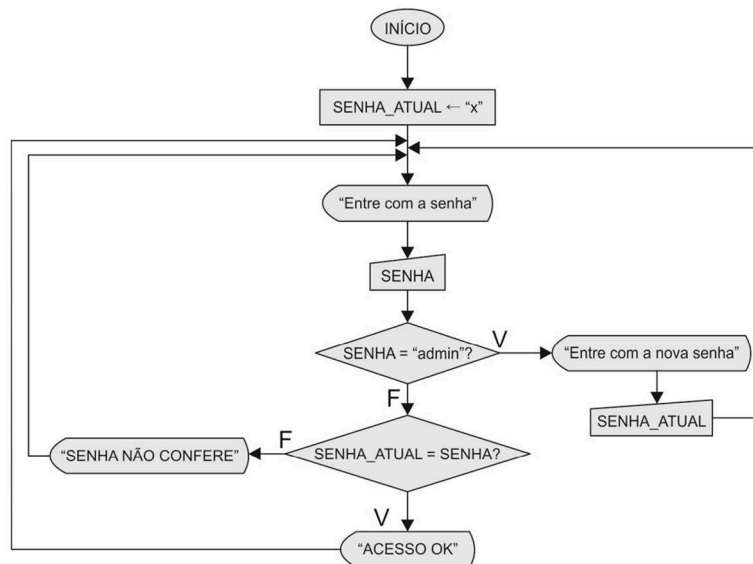 INÍCIO
SENHA_ATUAL ← “x”
“Entre com a senha”
SENHA
SENHA = “admin”?
V
“Entre com a nova senha”
F
SENHA_ATUAL
SENHA_ATUAL = SENHA?
F
“SENHA NÃO CONFERE”
V
“ACESSO OK”